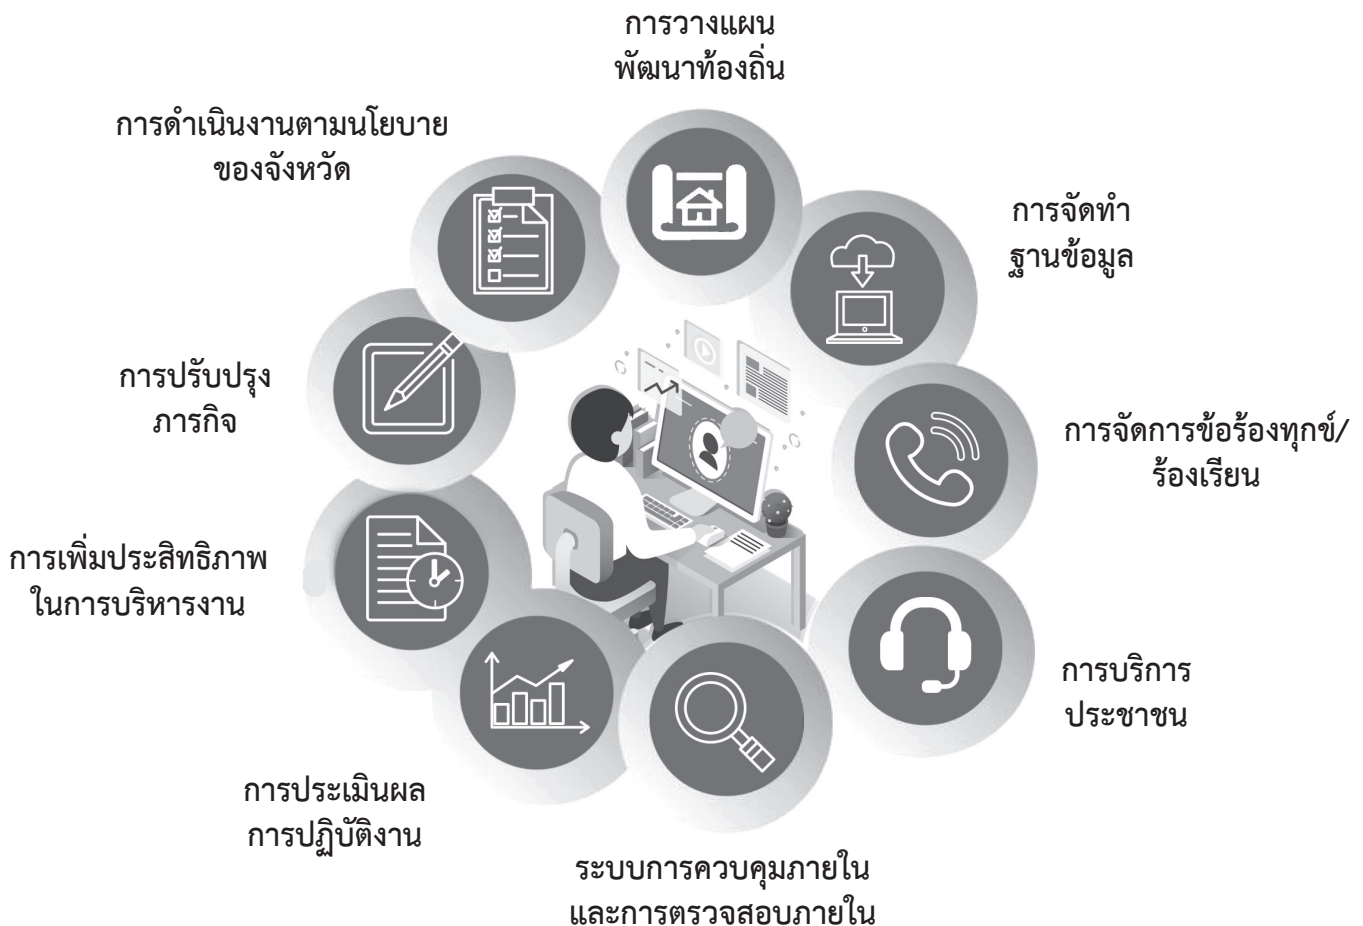 การวางแผน
พัฒนาท้องถิ่น
การจัดทำ
ฐานข้อมูล
การจัดการข้อร้องทุกข์/
ร้องเรียน
การบริการ
ประชาชน
ระบบการควบคุมภายใน
และการตรวจสอบภายใน
การประเมินผล
การปฏิบัติงาน
การเพิ่มประสิทธิภาพ
ในการบริหารงาน
การปรับปรุง
ภารกิจ
การดำเนินงานตามนโยบาย
ของจังหวัด